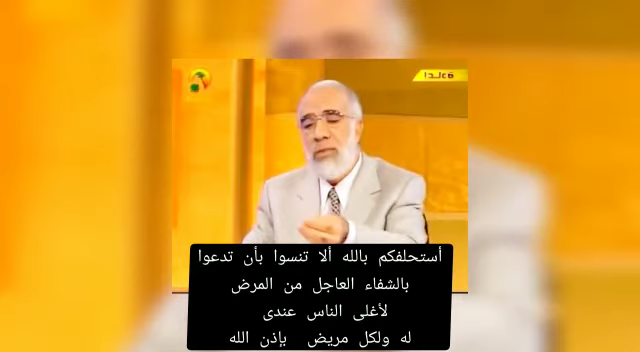 أستحلفكم بالله ألا تنسوا بأن تدعوا
بالشفاء العاجل من المرض
لأغلى الناس عندى
له ولكل مريض بإذن الله